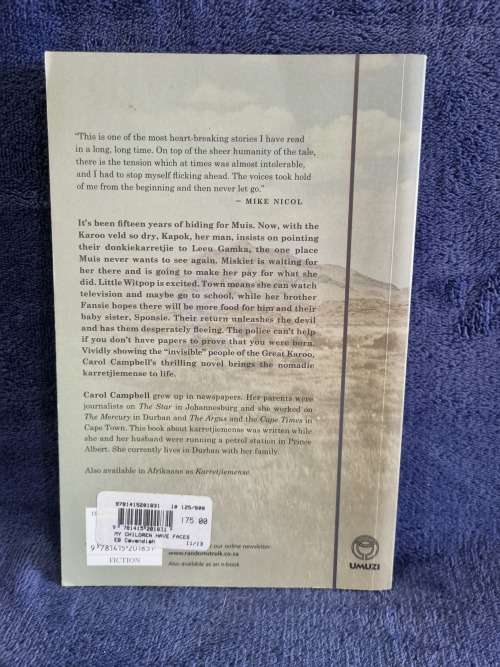 “This is one of the most heart-breaking stories I have read
in a long, long time. On top of the sheer humanity of the tale,
there is the tension which at times was almost intolerable,
and I had to stop myself flicking ahead. The voices took hold
of me from the beginning and then never let go.”
– MIKE NICOL
It's been fifteen years of hiding for Muis. Now, with the
Karoo veld so dry, Kapok, her man, insists on pointing
their donkiekarretjie to Leeu Gamka, the one place
Muis never wants to see again. Miskiet is waiting for
her there and is going to make her pay for what she
did. Little Witpop is excited. Town means she can watch
television and maybe go to school, while her brother
Fansie hopes there will be more food for him and their
baby sister, Sponsie. Their return unleashes the devil
and has them desperately fleeing. The police can't help
if you don't have papers to prove that you were born.
Vividly showing the “invisible” people of the Great Karoo,
Carol Campbell's thrilling novel brings the nomadic
karretjiemense to life.
Carol Campbell grew up in newspapers. Her parents were
journalists on The Star in Johannesburg and she worked on
The Mercury in Durban and The Argus and the Cape Times in
Cape Town. This book about karretjiemense was written while
she and her husband were running a petrol station in Prince
Albert. She currently lives in Durban with her family.
Also available in Afrikaans as Karretjiemense
9781415201831 10 125/500
175 00
9 781415 201831
MY CHILDREN HAVE FACES
EB Cavendish 11/13
9 781415 201831
FICTION
our online newsletter
www.randomstruik.co.za
Also available as an e-book
UMUZI